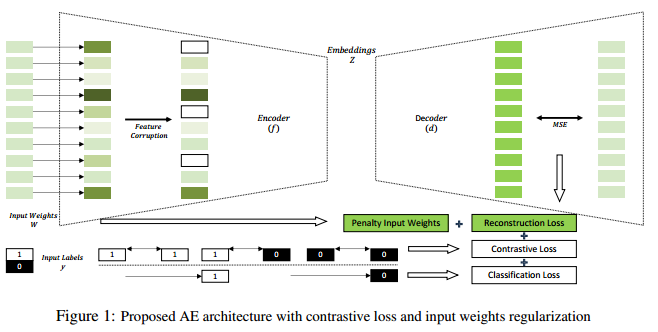 Embeddings
Z
Encoder
(f)
Decoder
(d)
Feature
Corruption
MSE
Input Weights
W
Penalty Input Weights + Reconstruction Loss
+
1
0
Input Labels
y
1 1 1 0 0 0
Contrastive Loss
+
1 0
Classification Loss
Figure 1: Proposed AE architecture with contrastive loss and input weights regularization